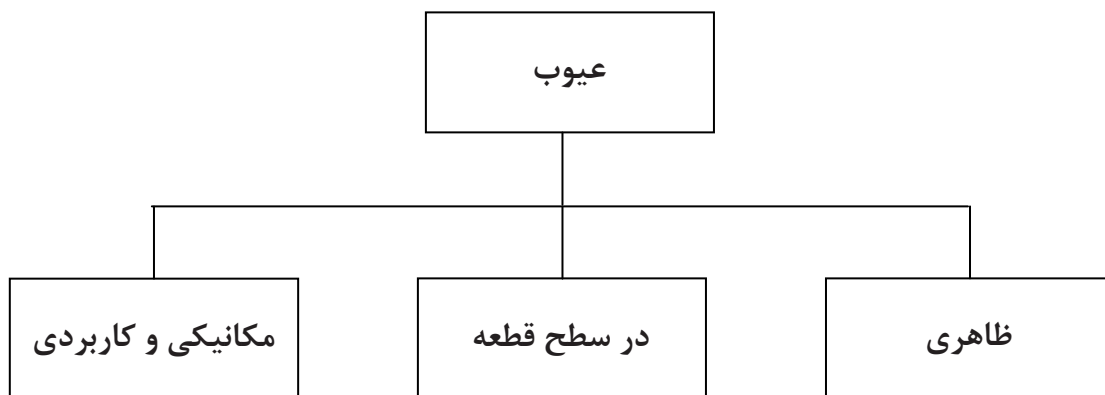 عیوب
ظاهری
در سطح قطعه
مکانیکی و کاربردی